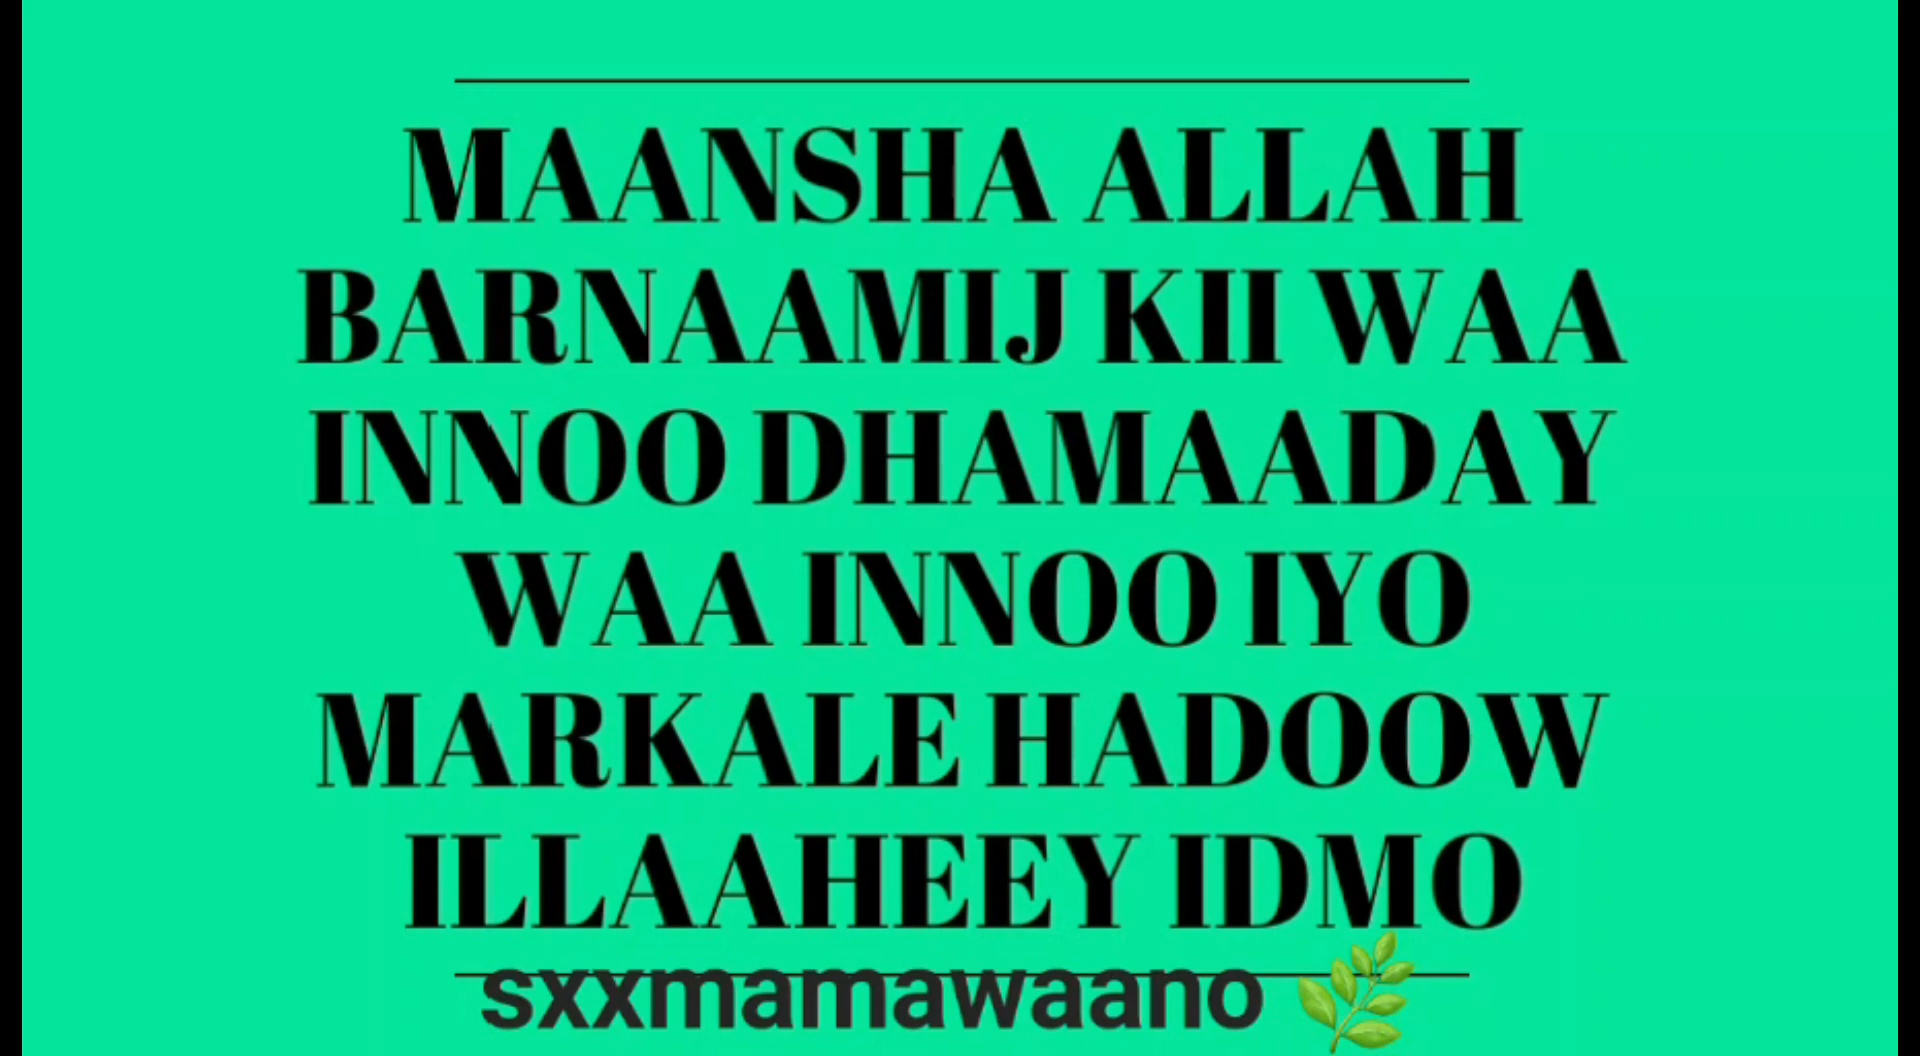 MAANSHA ALLAH
BARNAAMIJ KII WAA
INNOO DHAMAADAY
WAA INNOO IYO
MARKALE HADOOW
ILLAAHEEY IDMO
sxxmamawaano 🌿